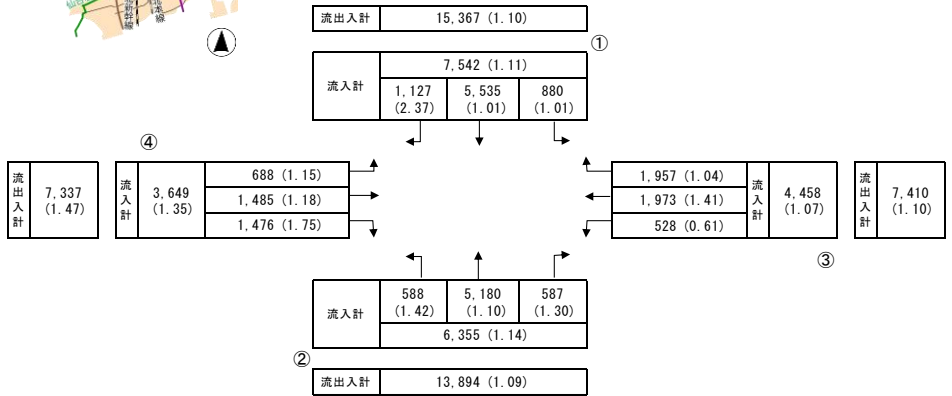 幹線
本線
流出入計 15,367 (1.10)
①
流入計
7,542 (1.11)
1,127 5,535 880
(2.37) (1.01) (1.01)
④
流出入計
7,337
(1.47)
流入計
3,649
(1.35)
688 (1.15)
1,485 (1.18)
1,476 (1.75)
1,957 (1.04)
1,973 (1.41)
528 (0.61)
流入計
4,458
(1.07)
流出入計
7,410
(1.10)
③
流入計
588 5,180 587
(1.42) (1.10) (1.30)
6,355 (1.14)
②
流出入計 13,894 (1.09)